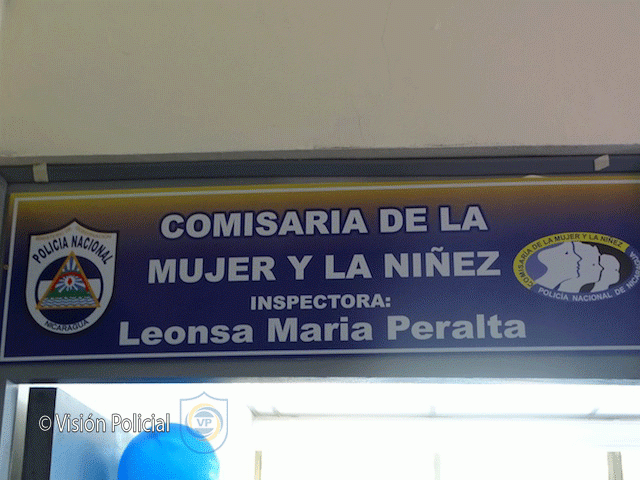 COMISARIA DE LA
MUJER Y LA NIÑEZ
INSPECTORA:
Leonsa Maria Peralta
POLICIA NACIONAL
NICARAGUA
COMISARIA DE LA MUJER Y LA NIÑEZ
POLICIA NACIONAL DE
© Visión Policial
VP